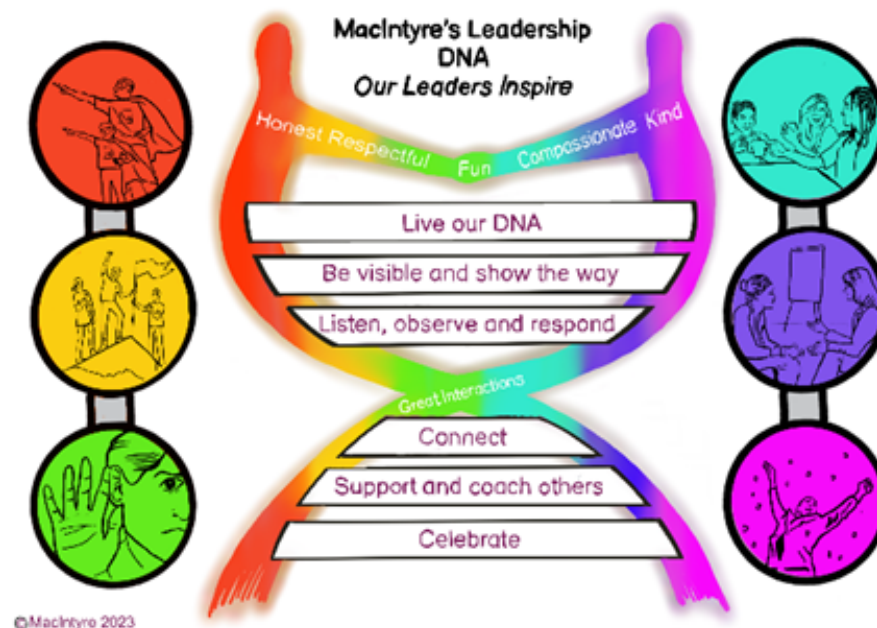 MacIntyre's Leadership
DNA
Our Leaders Inspire
Honest Respectful Fun Compassionate Kind
Live our DNA
Be visible and show the way
Listen, observe and respond
Great Interactions
Connect
Support and coach others
Celebrate
©MacIntyre 2023